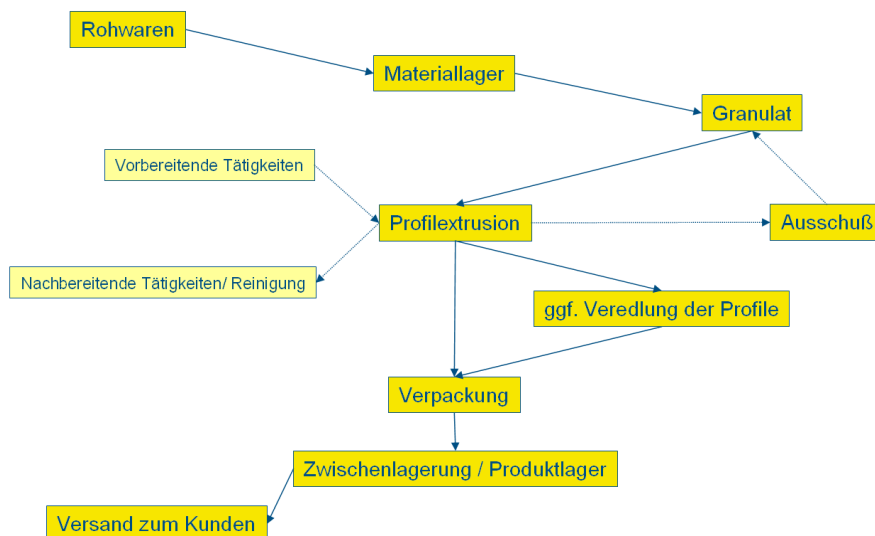 Rohwaren
Materiallager
Granulat
Vorbereitende Tätigkeiten
Profilextrusion
Ausschuß
Nachbereitende Tätigkeiten/ Reinigung
ggf. Veredlung der Profile
Verpackung
Zwischenlagerung / Produktlager
Versand zum Kunden